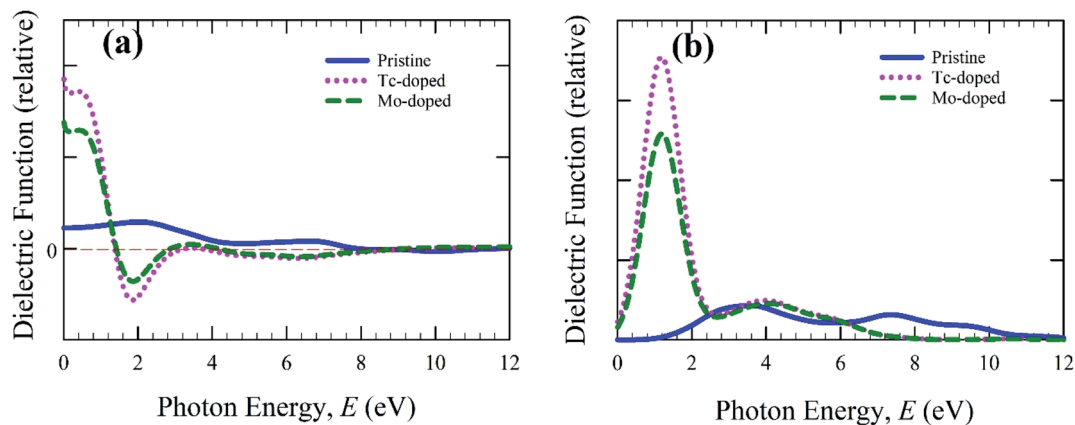 (a)
Pristine
Tc-doped
Mo-doped
Dielectric Function (relative)
0
0 2 4 6 8 10 12
Photon Energy, E (eV)
(b)
Pristine
Tc-doped
Mo-doped
Dielectric Function (relative)
0 2 4 6 8 10 12
Photon Energy, E (eV)